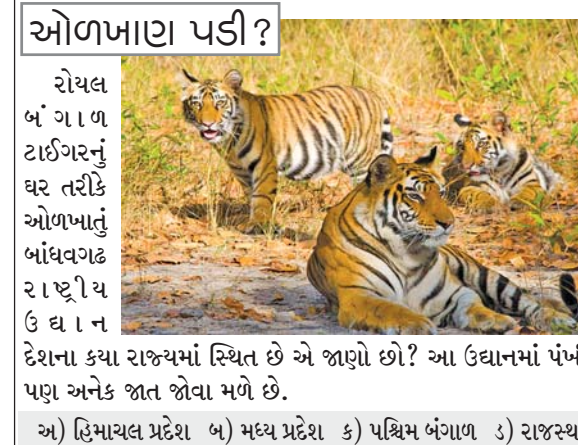 ઓળખાણ પડી?
રોયલ
બંગાળ
ટાઈગરનું
ઘર તરીકે
ઓળખાતું
બાંધવગઢ
રાષ્ટ્રીય
ઉદ્યાન
દેશના કયા રાજ્યમાં સ્થિત છે એ જાણો છો? આ ઉદ્યાનમાં પંખી
પણ અનેક જાત જોવા મળે છે.
અ) હિમાચલ પ્રદેશ બ) મધ્ય પ્રદેશ ક) પશ્ચિમ બંગાળ ડ)